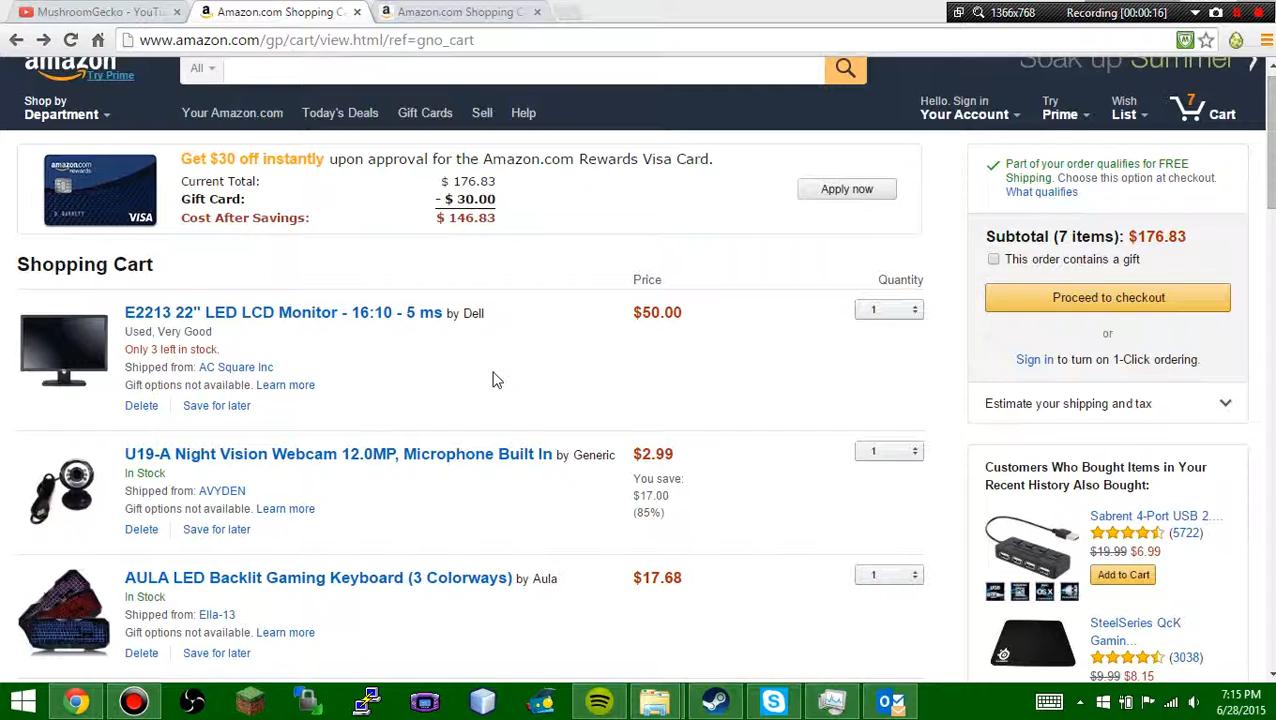 MushroomGecko - YouTu
Amazon.com Shopping C
Amazon.com Shopping C
1366x768
Recording [00:00:16]
www.amazon.com/gp/cart/view.html/ref=gno_cart
amazon
Try Prime
All
Soak up Summer
Shop by
Department
Your Amazon.com
Today's Deals
Gift Cards
Sell
Help
Hello. Sign in
Your Account
Try
Prime
Wish
List
7
Cart
amazon
rewards
D. BARRETT
VISA
Get $30 off instantly upon approval for the Amazon.com Rewards Visa Card.
Current Total: $ 176.83
Gift Card: - $ 30.00
Cost After Savings: $ 146.83
Apply now
Part of your order qualifies for FREE
Shipping. Choose this option at checkout.
What qualifies
Subtotal (7 items): $176.83
This order contains a gift
Proceed to checkout
or
Sign in to turn on 1-Click ordering.
Estimate your shipping and tax
Shopping Cart
Price
Quantity
E2213 22" LED LCD Monitor - 16:10 - 5 ms by Dell
$50.00
1
Used, Very Good
Only 3 left in stock.
Shipped from: AC Square Inc
Gift options not available. Learn more
Delete
Save for later
U19-A Night Vision Webcam 12.0MP, Microphone Built In by Generic
$2.99
1
In Stock
You save:
$17.00
(85%)
Shipped from: AVYDEN
Gift options not available. Learn more
Delete
Save for later
AULA LED Backlit Gaming Keyboard (3 Colorways) by Aula
$17.68
1
In Stock
Shipped from: Ella-13
Gift options not available. Learn more
Delete
Save for later
Customers Who Bought Items in Your
Recent History Also Bought:
Sabrent 4-Port USB 2....
(5722)
$19.99 $6.99
Add to Cart
SteelSeries QcK
Gamin...
(3038)
$9.99 $8.15
7:15 PM
6/28/2015